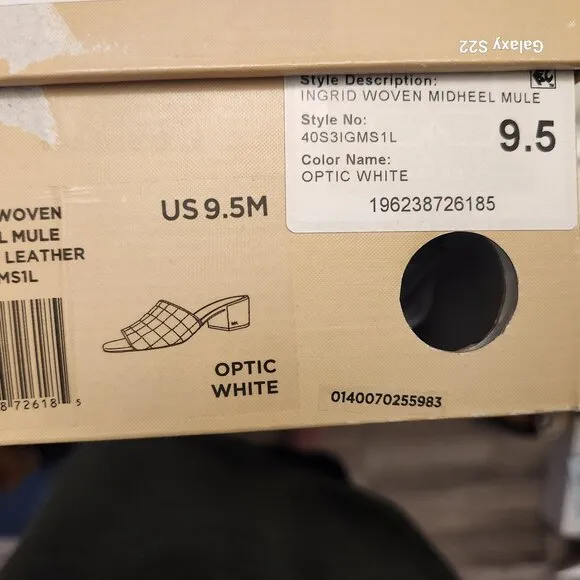 Galaxy S22
Style Description:
INGRID WOVEN MIDHEEL MULE
Style No:
40S3IGMS1L
9.5
Color Name:
OPTIC WHITE
196238726185
WOVEN
L MULE
LEATHER
MS1L
US 9.5M
OPTIC
WHITE
8 72618 5
0140070255983